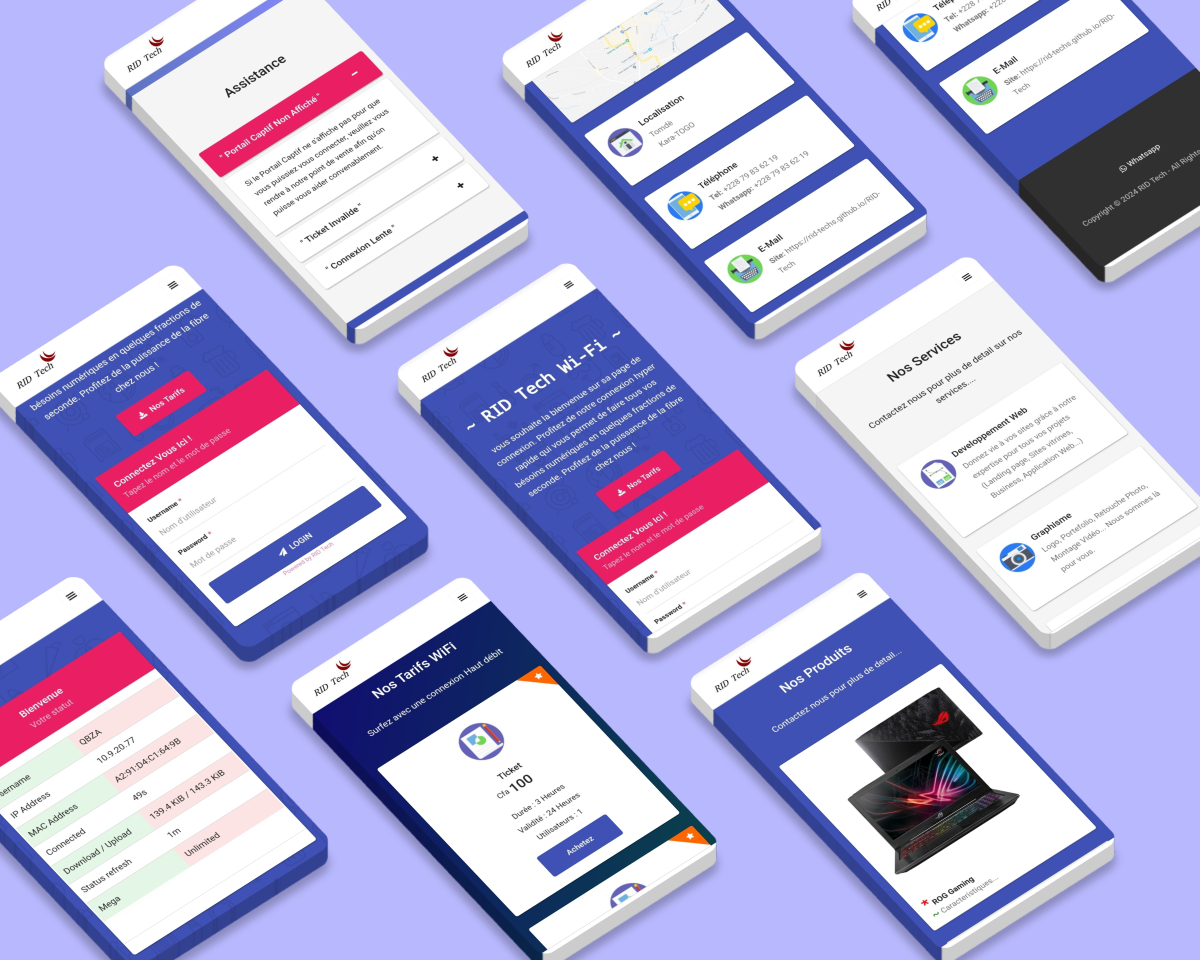 RID Tech
Assistance
" Portail Captif Non Affiché "
Si le Portail Captif ne s'affiche pas pour que
vous puissiez vous connecter, veuillez vous
rendre à notre point de vente afin qu'on
puisse vous aider convenablement.
" Ticket Invalide "
" Connexion Lente "
RID Tech
Localisation
Tomdè
Kara-TOGO
Téléphone
Tel: +228 79 83 62 19
Whatsapp: +228 79 83 62 19
E-Mail
Site: https://rid-techs.github.io/RID-
Tech
RID Tech
Tel: +228
Whatsapp: +228 79 83 62 19
E-Mail
Site: https://rid-techs.github.io/RID-
Tech
Whatsapp
Copyright © 2024 RID Tech - All Rights
RID Tech
bésoins numériques en quelques fractions de
seconde. Profitez de la puissance de la fibre
chez nous !
Nos Tarifs
Connectez Vous Ici !
Tapez le nom et le mot de passe
Username *
Nom d'utilisateur
Password *
Mot de passe
LOGIN
Powered by RID Tech
RID Tech
~ RID Tech Wi-Fi ~
vous souhaite la bienvenue sur sa page de
connexion. Profitez de notre connexion hyper
rapide qui vous permet de faire tous vos
bésoins numériques en quelques fractions de
seconde. Profitez de la puissance de la fibre
chez nous !
Nos Tarifs
Connectez Vous Ici !
Tapez le nom et le mot de passe
Username *
Nom d'utilisateur
Password *
RID Tech
Nos Services
Contactez nous pour plus de detail sur nos
services....
Developpement Web
Donnez vie à vos sites grâce à notre
expertise pour tous vos projets
(Landing page, Sites vitrines,
Business, Application Web...)
Graphisme
Logo, Portefolio, Retouche Photo,
Montage Vidéo... Nous sommes là
pour vous.
Bienvenue
Votre statut
sername
QBZA
IP Address
10.9.20.77
MAC Address
A2:91:D4:C1:64:9B
Connected
49s
Download / Upload
139.4 KiB / 143.3 KiB
Status refresh
1m
Mega
Unlimited
RID Tech
Nos Tarifs WIFI
Surfez avec une connexion Haut débit
Ticket
Cfa 100
Durée : 3 Heures
Validité : 24 Heures
Utilisateurs : 1
Achetez
RID Tech
Nos Produits
Contactez nous pour plus de detail...
ROG Gaming
Caracteristiques...